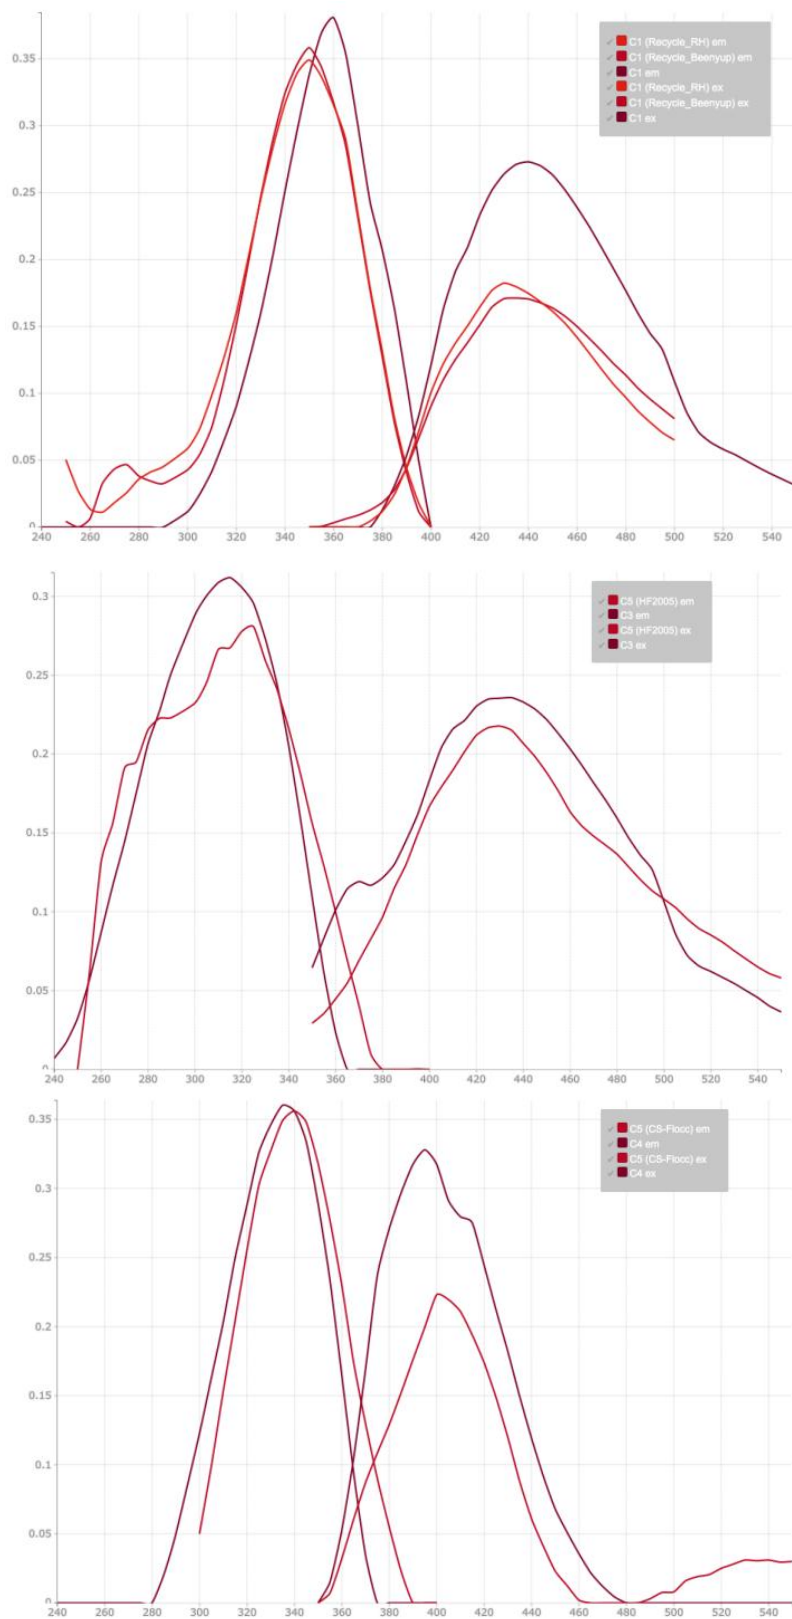 0.35
0.3
0.25
0.2
0.15
0.1
0.05
0
240 260 280 300 320 340 360 380 400 420 440 460 480 500 520 540
C1 (Recycle_RH) em
C1 (Recycle_Beenyup) em
C1 em
C1 (Recycle_RH) ex
C1 (Recycle_Beenyup) ex
C1 ex
0.3
0.25
0.2
0.15
0.1
0.05
0
240 260 280 300 320 340 360 380 400 420 440 460 480 500 520
C5 (HF2005) em
C3 em
C5 (HF2005) ex
C3 ex
0.35
0.3
0.25
0.2
0.15
0.1
0.05
0
240 260 280 300 320 340 360 380 400 420 440 460 480 500 520 540
C5 (CS-Flocc) em
C4 em
C5 (CS-Flocc) ex
C4 ex